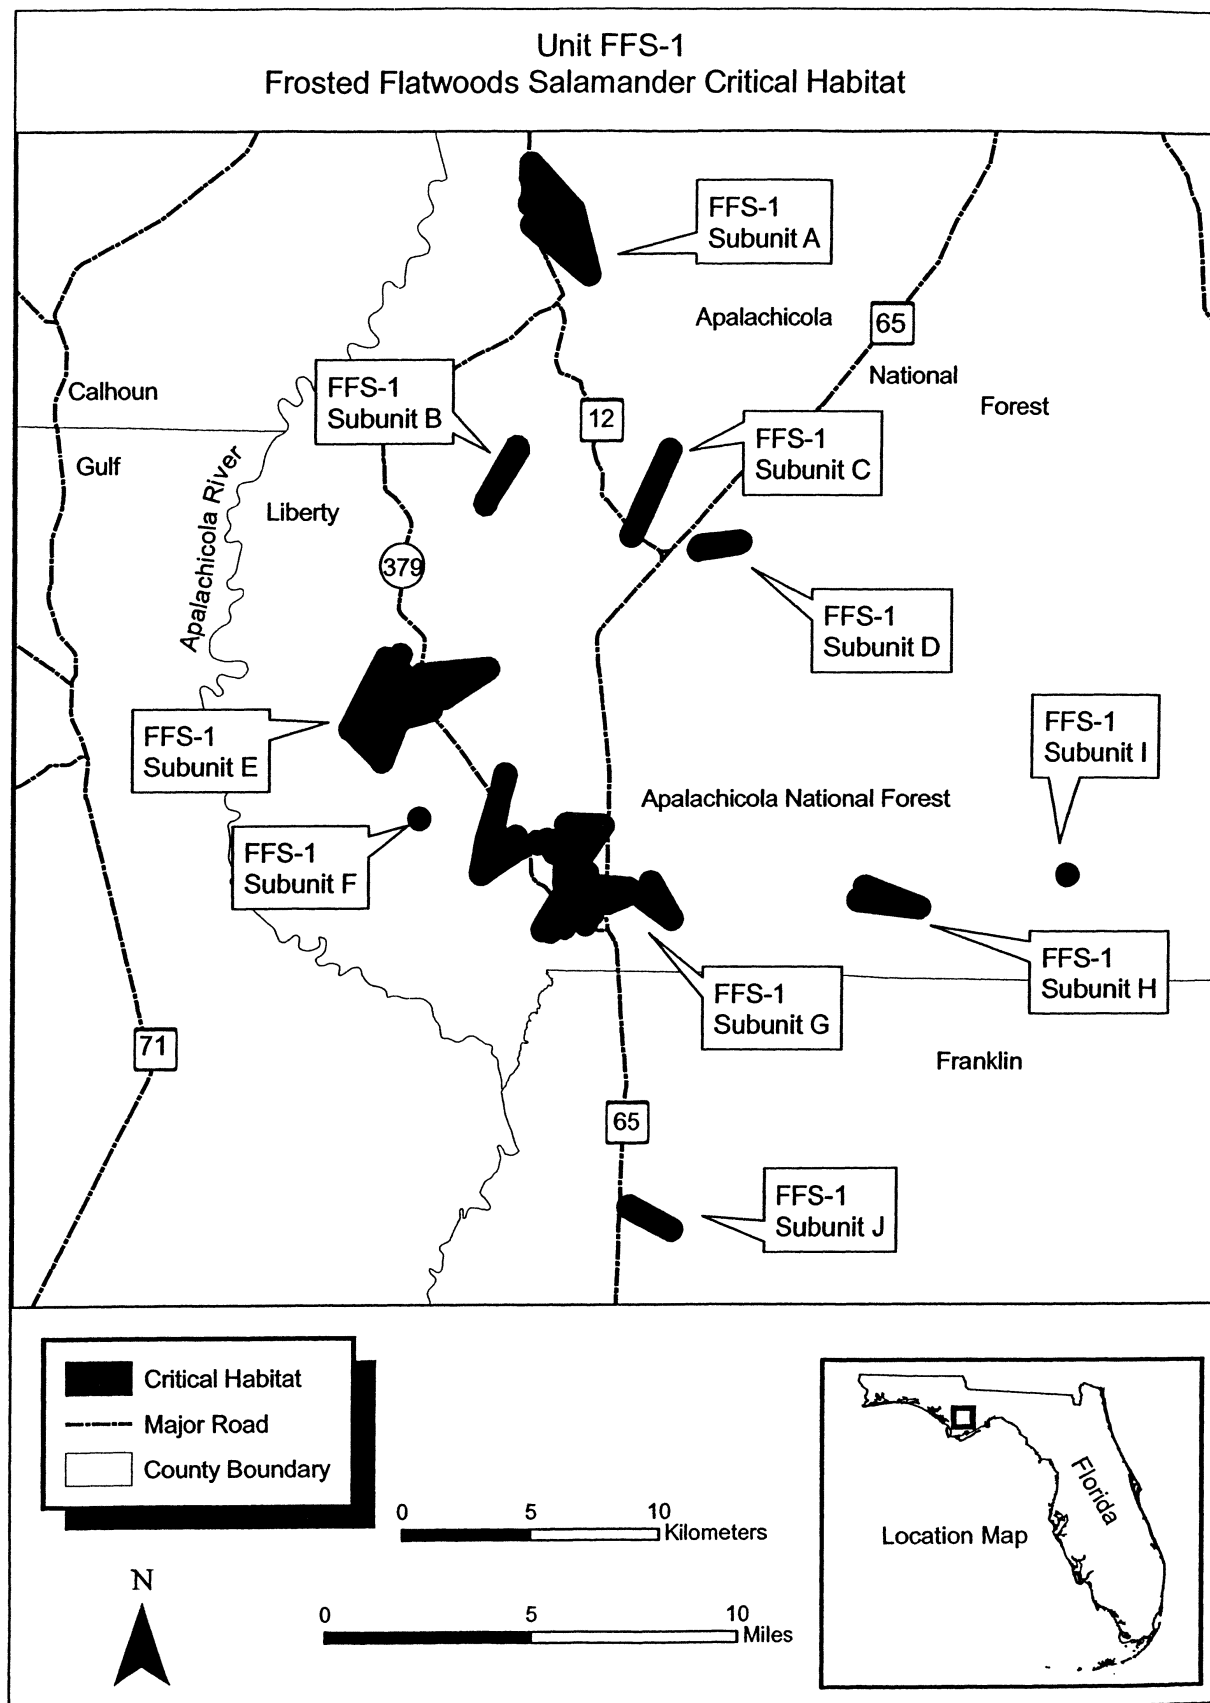 Unit FFS-1
Frosted Flatwoods Salamander Critical Habitat
FFS-1
Subunit A
Apalachicola
65
National
Forest
Calhoun
FFS-1
Subunit B
12
FFS-1
Subunit C
Gulf
Apalachicola River
Liberty
379
FFS-1
Subunit D
FFS-1
Subunit E
FFS-1
Subunit I
Apalachicola National Forest
FFS-1
Subunit F
FFS-1
Subunit H
FFS-1
Subunit G
71
Franklin
65
FFS-1
Subunit J
Critical Habitat
Major Road
County Boundary
0 5 10
Kilometers
N
0 5 10
Miles
Florida
Location Map